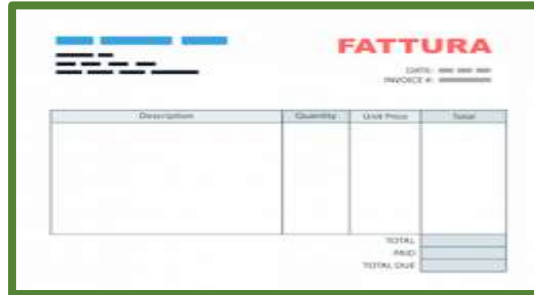 FATTURA
DATE:
INVOICE #:
Description Quantity Unit Price Total
TOTAL
PAID
TOTAL DUE